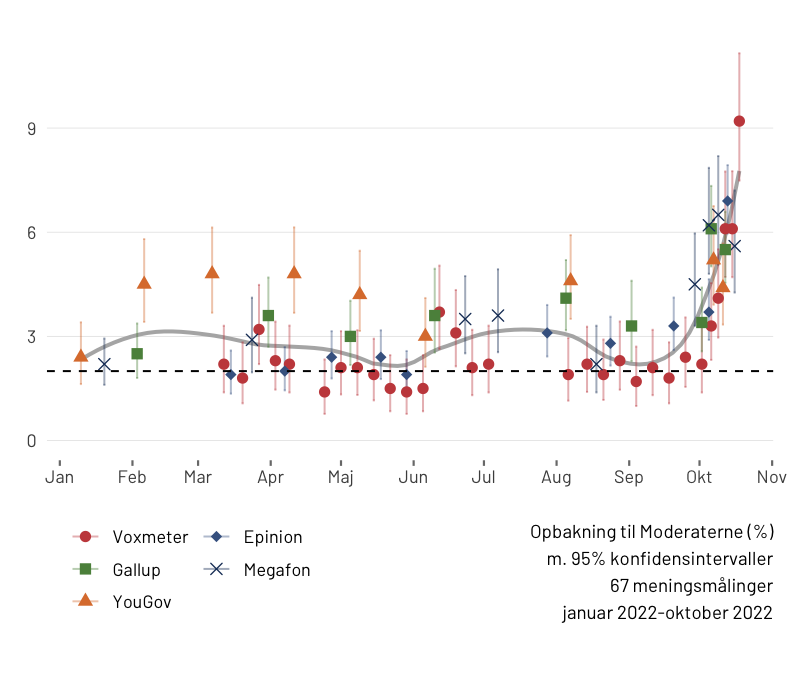 9
6
3
0
Jan Feb Mar Apr Maj Jun Jul Aug Sep Okt Nov
Voxmeter Epinion
Gallup Megafon
YouGov
Opbakning til Moderaterne (%)
m. 95% konfidensintervaller
67 meningsmålinger
januar 2022-oktober 2022